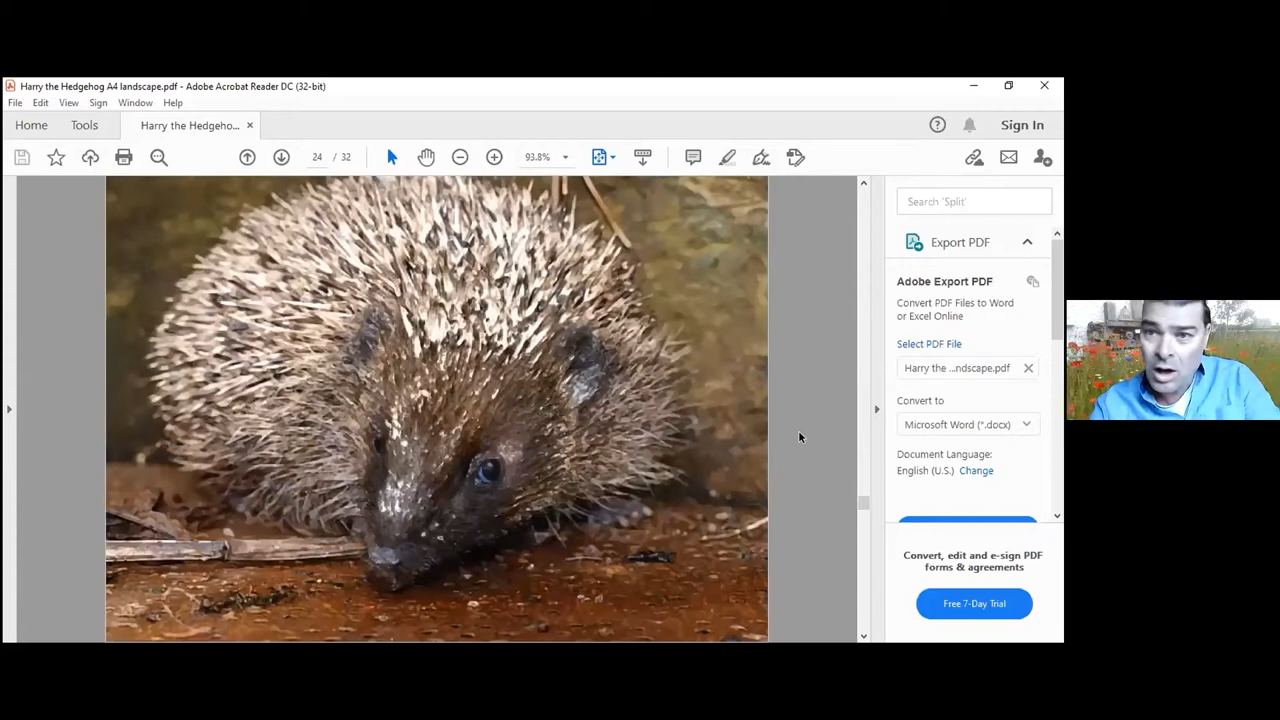 Harry the Hedgehog A4 landscape.pdf - Adobe Acrobat Reader DC (32-bit)
File Edit View Sign Window Help
Home Tools Harry the Hedgeho... Sign In
24 / 32 93.8%
Search 'Split'
Export PDF
Adobe Export PDF
Convert PDF Files to Word
or Excel Online
Select PDF File
Harry the ...ndscape.pdf
Convert to
Microsoft Word (*.docx)
Document Language:
English (U.S.) Change
Convert, edit and e-sign PDF
forms & agreements
Free 7-Day Trial